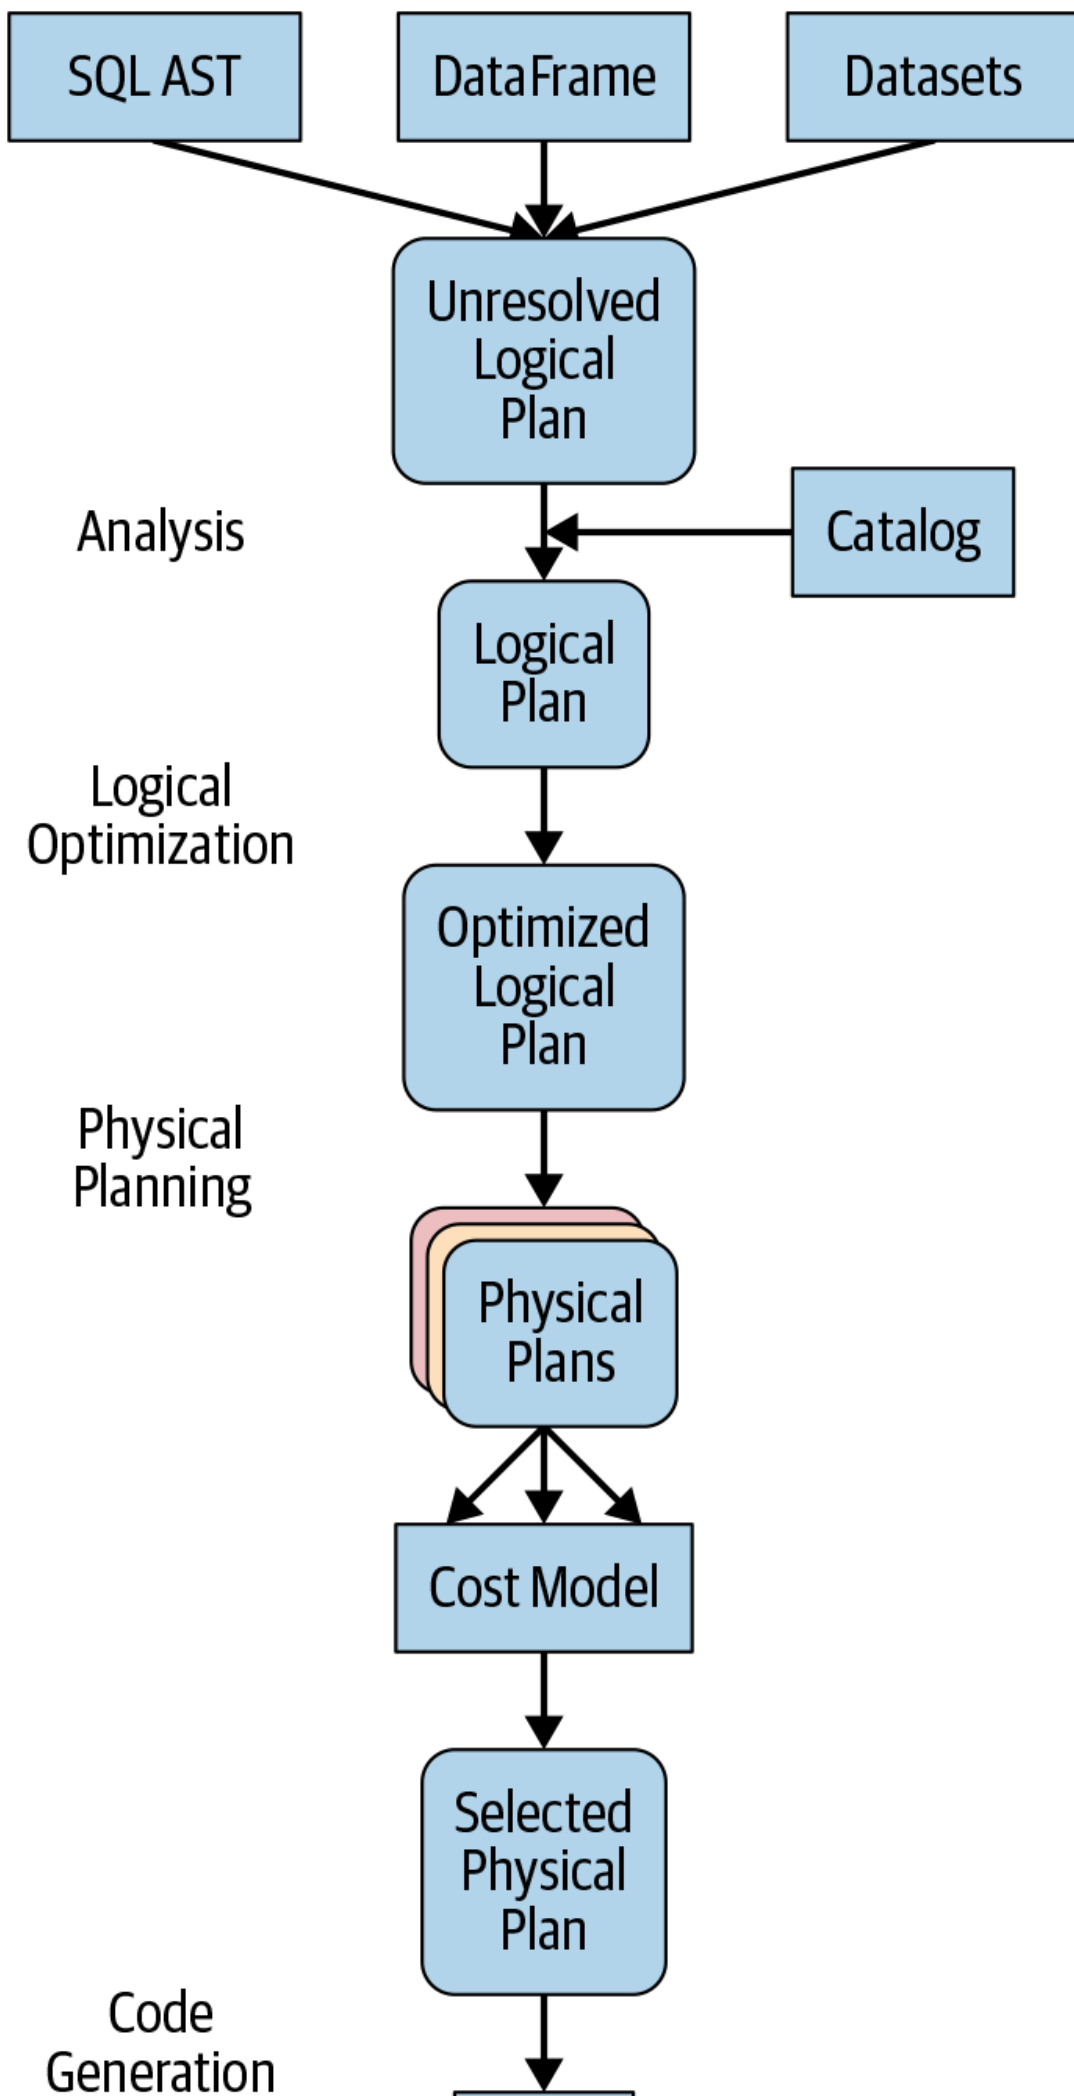 SQL AST
DataFrame
Datasets
Unresolved
Logical
Plan
Analysis
Catalog
Logical
Plan
Logical
Optimization
Optimized
Logical
Plan
Physical
Planning
Physical
Plans
Cost Model
Selected
Physical
Plan
Code
Generation